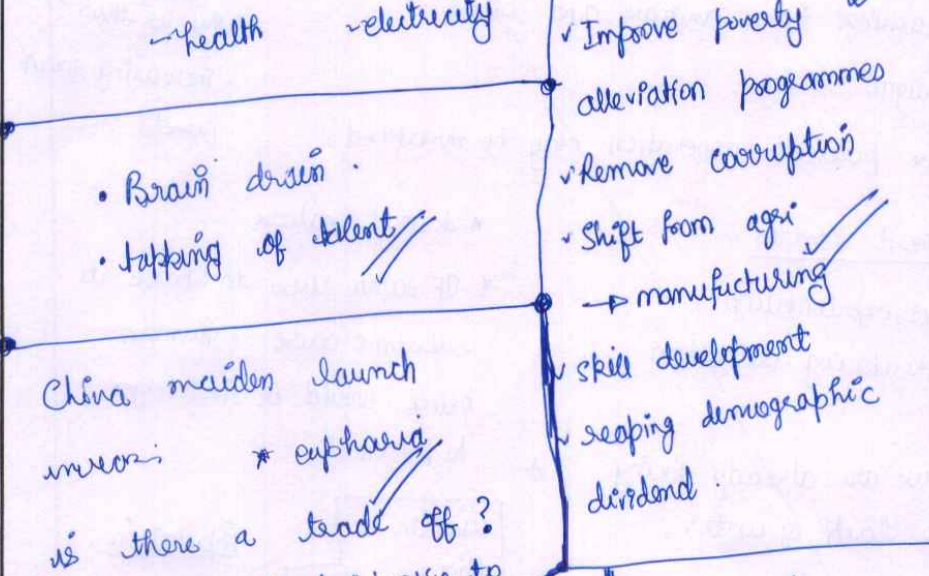 ~health ~electricity
• Brain drain.
• tapping of talent
China maiden launch
* euphoria
is there a trade off?
✓ Improve poverty
alleviation programmes
✓ Remove corruption
✓ Shift from agri
→ manufacturing
✓ skill development
✓ reaping demographic
dividend